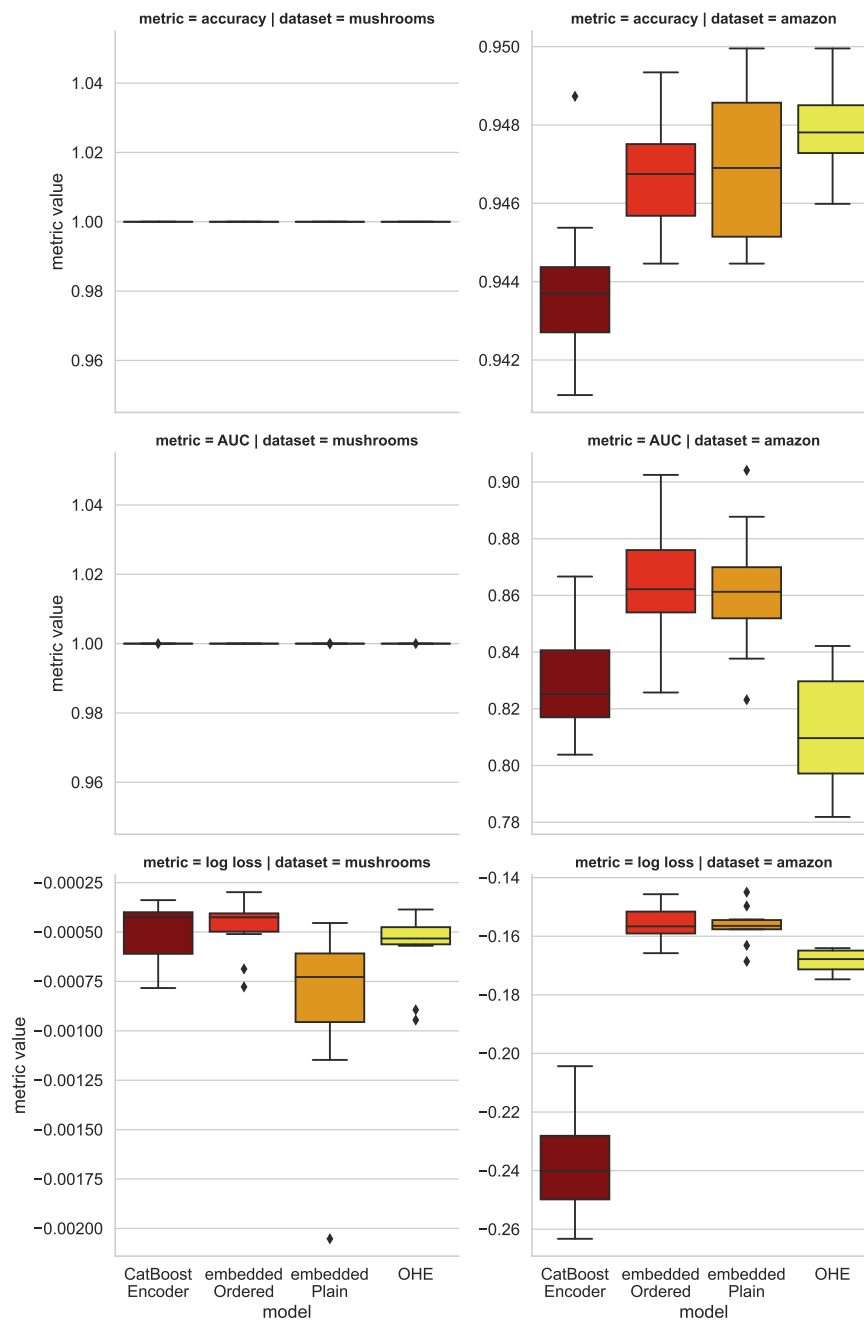 metric = accuracy | dataset = mushrooms
metric = accuracy | dataset = amazon
1.04
1.02
1.00
0.98
0.96
metric value
0.950
0.948
0.946
0.944
0.942
metric = AUC | dataset = mushrooms
metric = AUC | dataset = amazon
1.04
1.02
1.00
0.98
0.96
metric value
0.90
0.88
0.86
0.84
0.82
0.80
0.78
metric = log loss | dataset = mushrooms
metric = log loss | dataset = amazon
−0.00025
−0.00050
−0.00075
−0.00100
−0.00125
−0.00150
−0.00175
−0.00200
metric value
−0.14
−0.16
−0.18
−0.20
−0.22
−0.24
−0.26
CatBoost
Encoder
embedded
Ordered
embedded
Plain
OHE
model
CatBoost
Encoder
embedded
Ordered
embedded
Plain
OHE
model